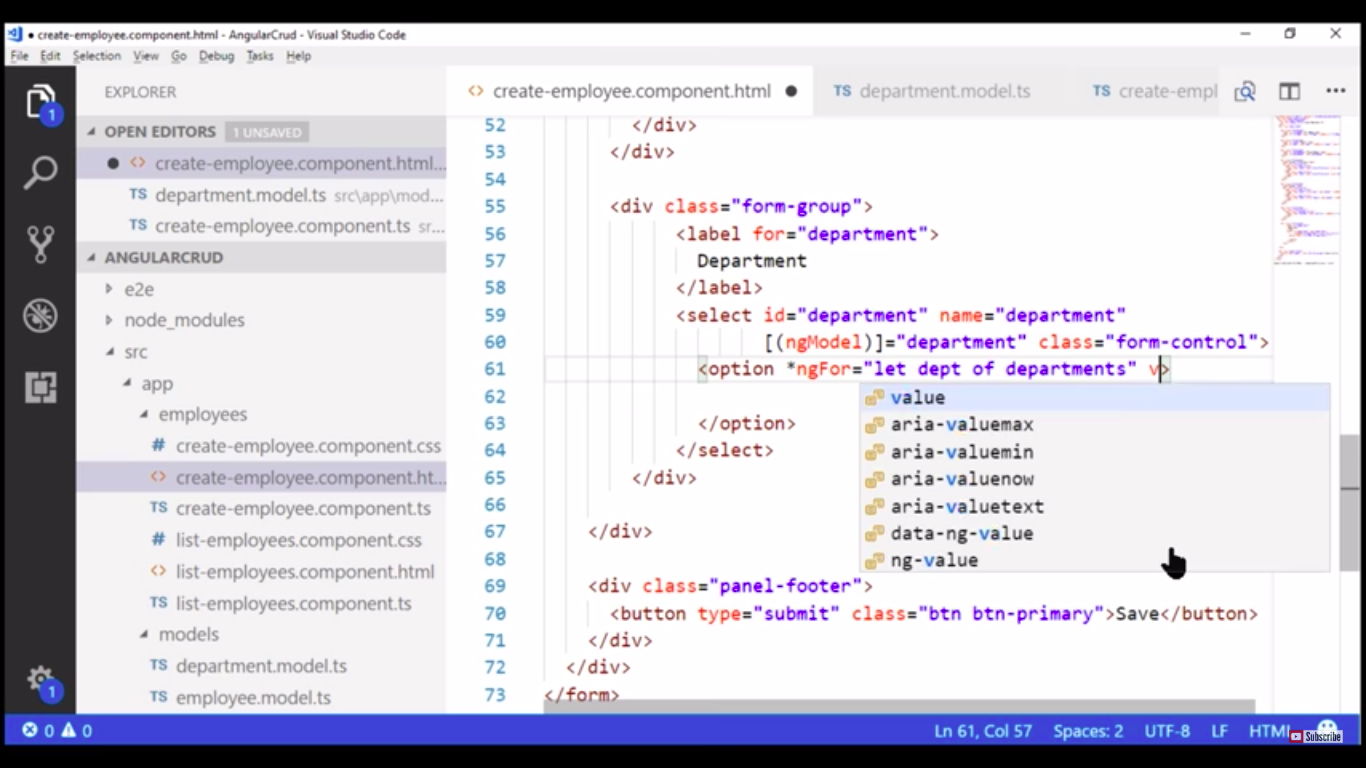 create-employee.component.html - AngularCrud - Visual Studio Code
File Edit Selection View Go Debug Tasks Help
EXPLORER
OPEN EDITORS 1 UNSAVED
create-employee.component.html...
TS department.model.ts src\app\mod...
TS create-employee.component.ts sr...
ANGULARCRUD
e2e
node_modules
src
app
employees
# create-employee.component.css
<> create-employee.component.ht...
TS create-employee.component.ts
# list-employees.component.css
<> list-employees.component.html
TS list-employees.component.ts
models
TS department.model.ts
TS employee.model.ts
1
1
<> create-employee.component.html TS department.model.ts TS create-empl
52 </div>
53 </div>
54
55 <div class="form-group">
56 <label for="department">
57 Department
58 </label>
59 <select id="department" name="department"
60 [(ngModel)]="department" class="form-control">
61 <option *ngFor="let dept of departments" v>
62
63 </option>
64 </select>
65 </div>
66
67 </div>
68
69 <div class="panel-footer">
70 <button type="submit" class="btn btn-primary">Save</button>
71 </div>
72 </div>
73 </form>
value
aria-valuemax
aria-valuemin
aria-valuenow
aria-valuetext
data-ng-value
ng-value
0 0 Ln 61, Col 57 Spaces: 2 UTF-8 LF HTML
Subscribe